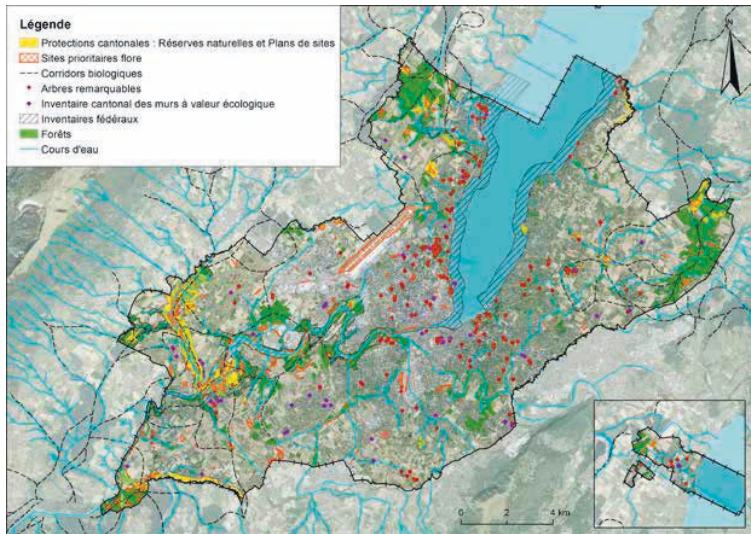 Légende
Protections cantonales : Réserves naturelles et Plans de sites
Sites prioritaires flore
Corridors biologiques
Arbres remarquables
Inventaire cantonal des murs à valeur écologique
Inventaires fédéraux
Forêts
Cours d'eau
N
0 2 4 km